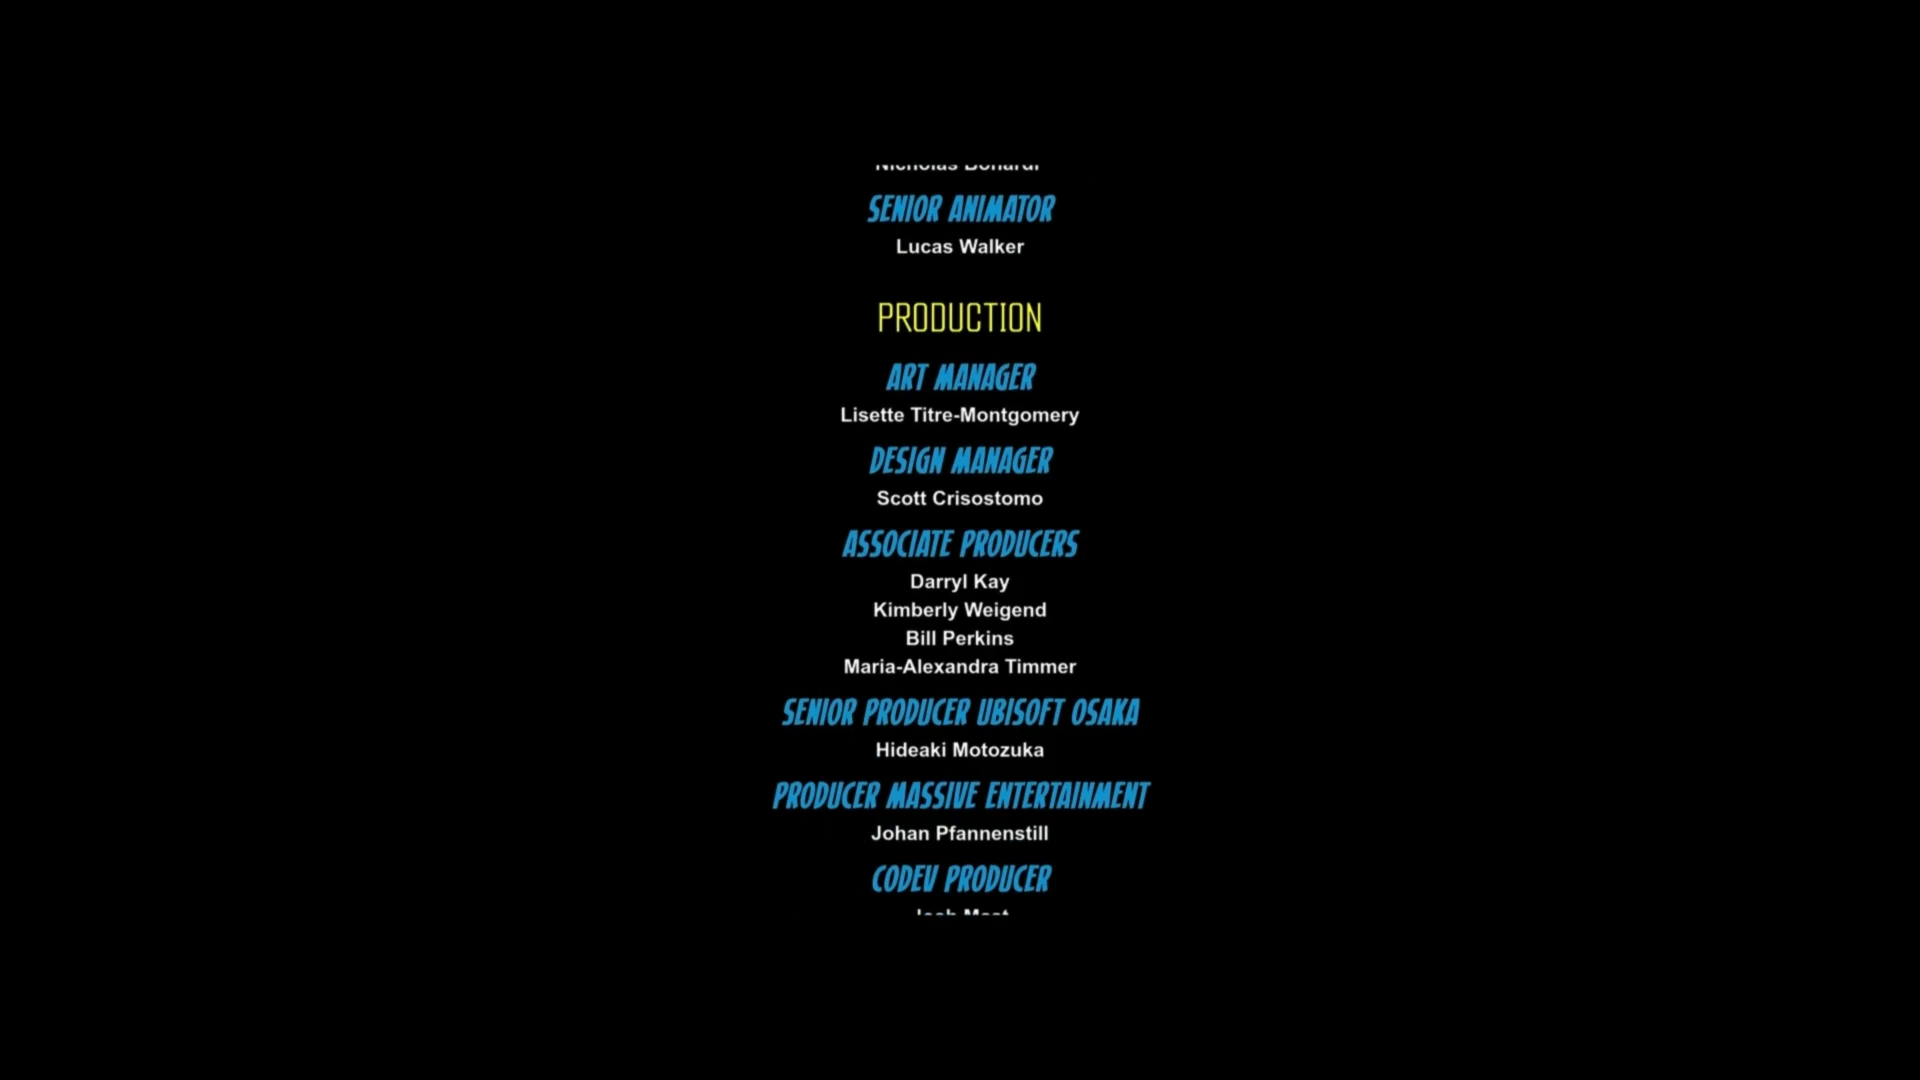 SENIOR ANIMATOR
Lucas Walker
PRODUCTION
ART MANAGER
Lisette Titre-Montgomery
DESIGN MANAGER
Scott Crisostomo
ASSOCIATE PRODUCERS
Darryl Kay
Kimberly Weigend
Bill Perkins
Maria-Alexandra Timmer
SENIOR PRODUCER UBISOFT OSAKA
Hideaki Motozuka
PRODUCER MASSIVE ENTERTAINMENT
Johan Pfannenstill
CODEV PRODUCER